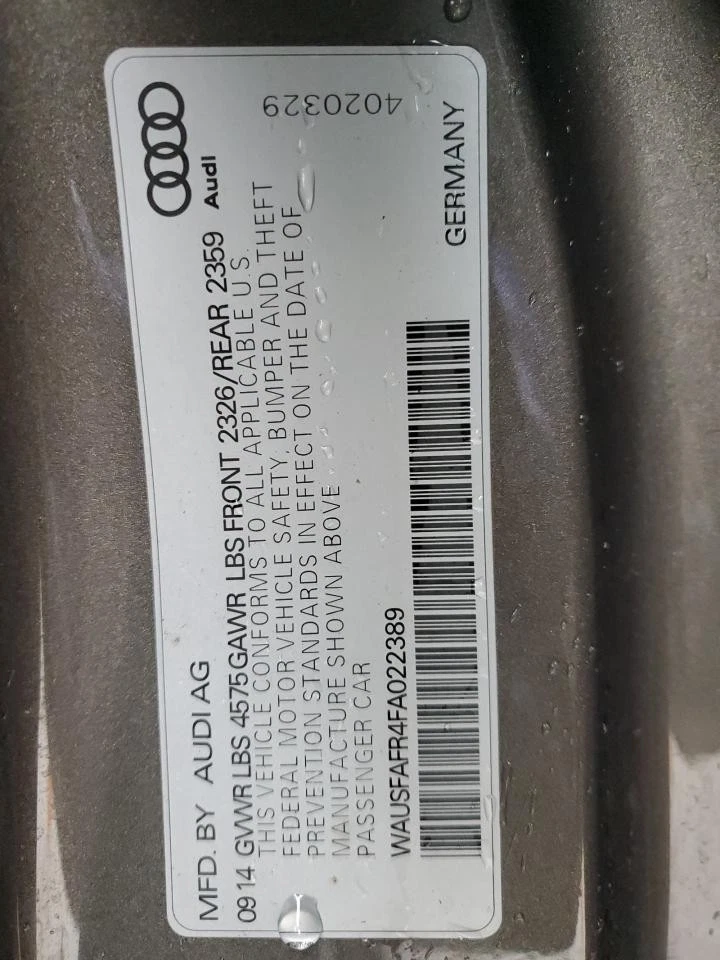 MFD. BY AUDI AG
Audi
09 14 GVWR LBS 4575 GAWR LBS FRONT 2326/REAR 2359
THIS VEHICLE CONFORMS TO ALL APPLICABLE U.S.
FEDERAL MOTOR VEHICLE SAFETY, BUMPER AND THEFT
PREVENTION STANDARDS IN EFFECT ON THE DATE OF
MANUFACTURE SHOWN ABOVE
PASSENGER CAR
4020329
WAUSFAFR4FA022389
GERMANY